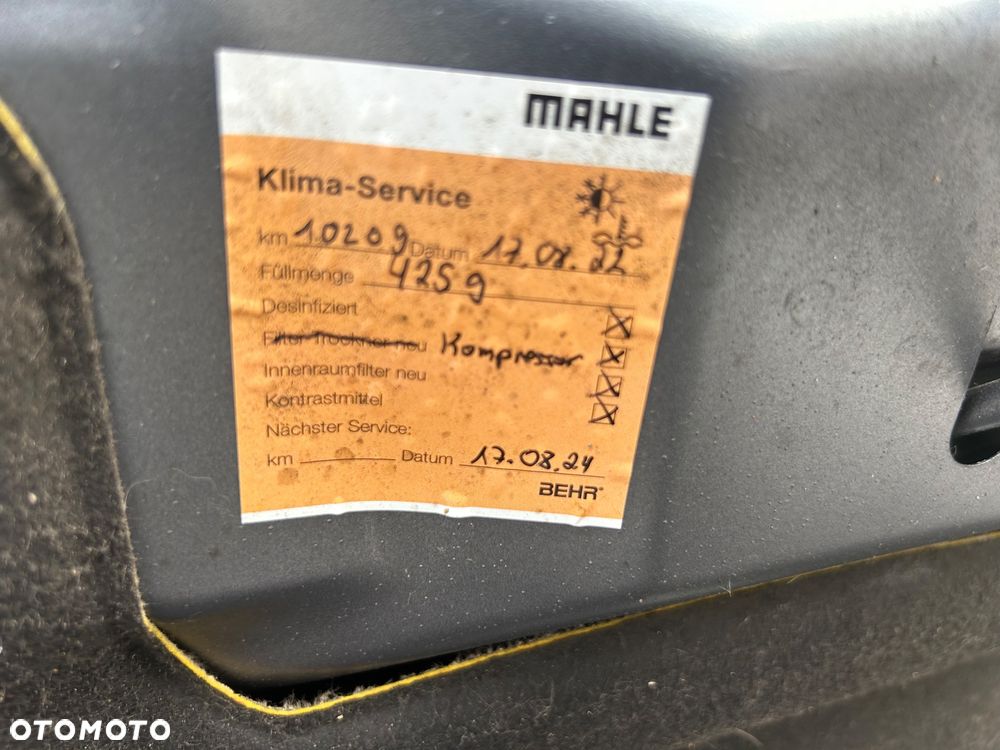 MAHLE
Klima-Service
km 10209 Datum 17.08.22
Füllmenge 425g
Desinfiziert
Filter Trockner neu Kompressor
Innenraumfilter neu
Kontrastmittel
Nächster Service:
km Datum 17.08.24
BEHR
OTOMOTO